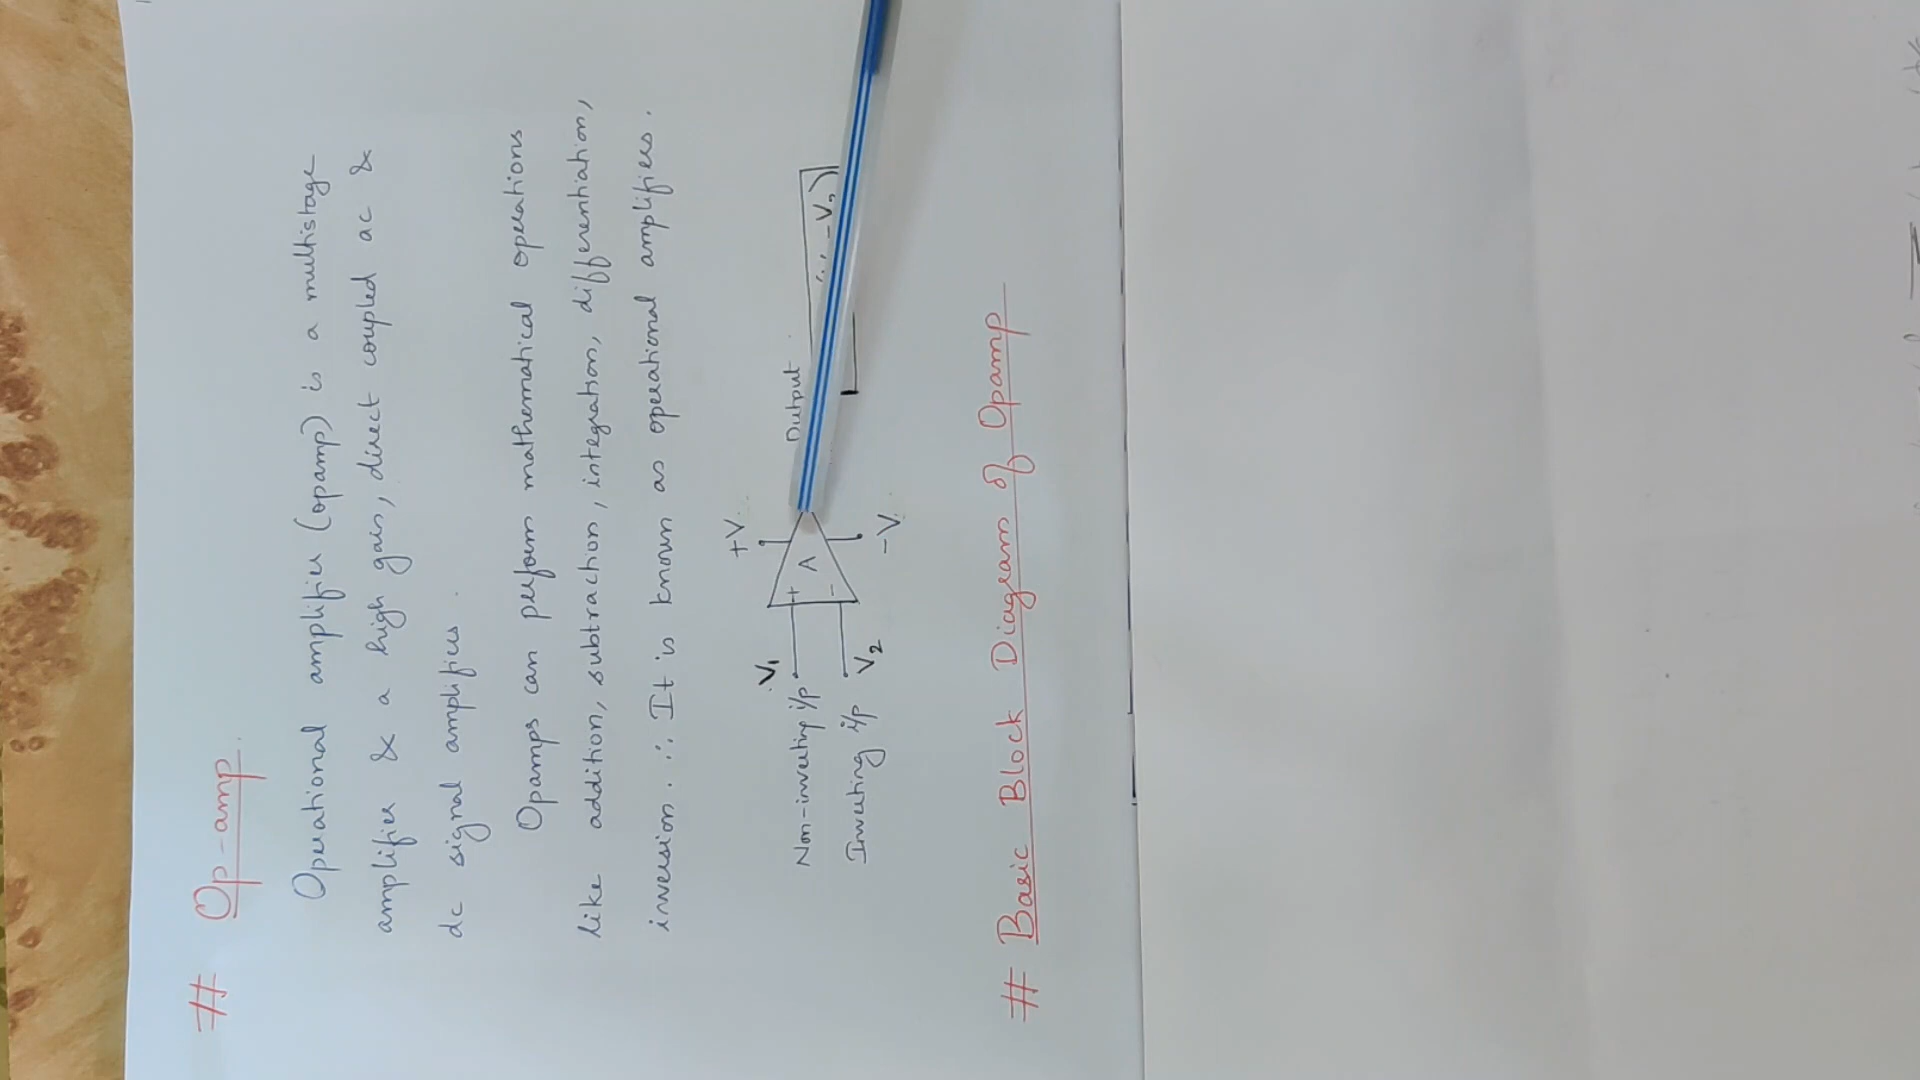 # Op-amp.
Operational amplifier (opamp) is a multistage
amplifier & a high gain, direct coupled ac &
dc signal amplifier.
Opamps can perform mathematical operations
like addition, subtraction, integration, differentiation,
inversion. ∴ It is known as operational amplifiers.
+V
V1
Non-inverting i/p
+
A
Output
-V2)
-
Inverting i/p
V2
-V
# Basic Block Diagram of Opamp